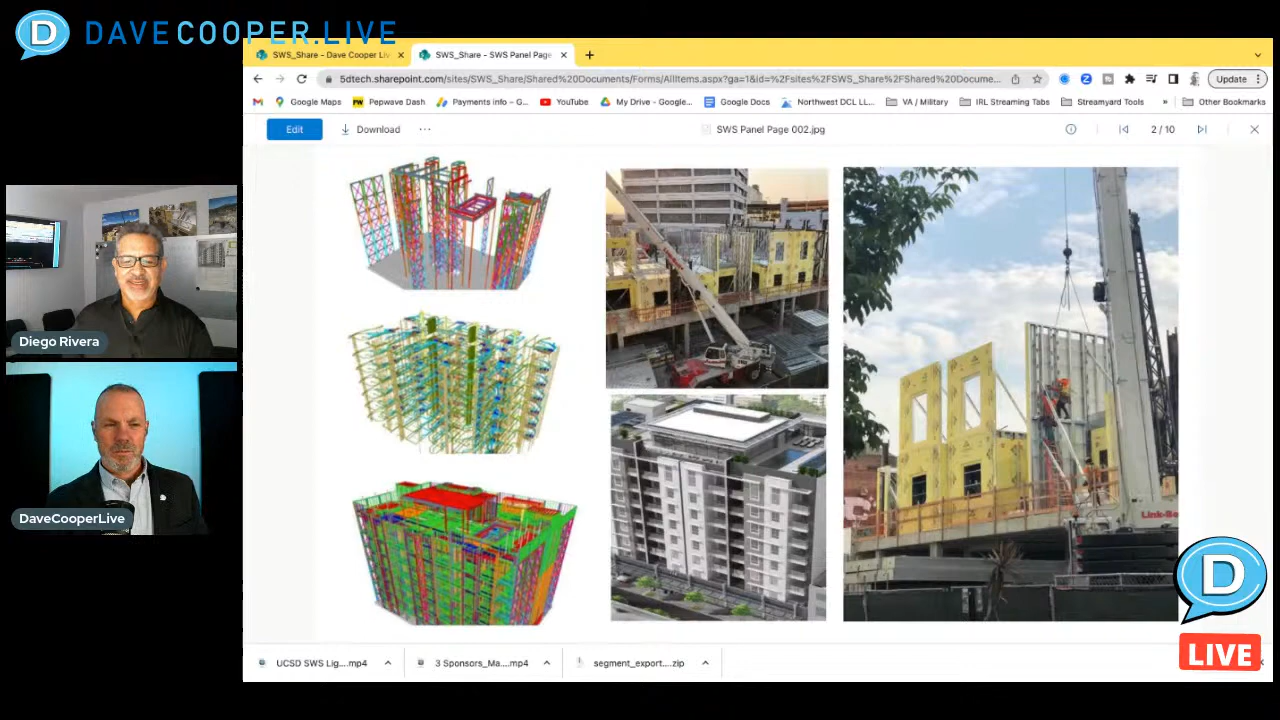 D DAVECOOPER.LIVE
SWS_Share - Dave Cooper Liv
SWS_Share - SWS Panel Page
5dtech.sharepoint.com/sites/SWS_Share/Shared%20Documents/Forms/AllItems.aspx?ga=1&id=%2Fsites%2FSWS_Share%2FShared%20Docume...
Update
Google Maps
PW Pepwave Dash
Payments info – G...
YouTube
My Drive - Google...
Google Docs
Northwest DCL LL...
VA / Military
IRL Streaming Tabs
Streamyard Tools
»
Other Bookmarks
Edit
Download
...
SWS Panel Page 002.jpg
2 / 10
Diego Rivera
DaveCooperLive
Link-Be
D
LIVE
UCSD SWS Lig....mp4
3 Sponsors_Ma....mp4
segment_export....zip